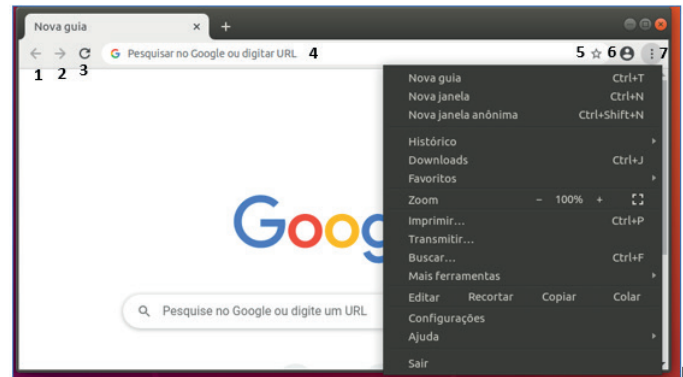 Nova guia
Pesquisar no Google ou digitar URL 4 5 6 7
1 2 3
Nova guia Ctrl+T
Nova janela Ctrl+N
Nova janela anônima Ctrl+Shift+N
Histórico
Downloads Ctrl+J
Favoritos
Zoom - 100% +
Imprimir... Ctrl+P
Transmitir...
Buscar... Ctrl+F
Mais ferramentas
Editar Recortar Copiar Colar
Configurações
Ajuda
Sair
Goog
Pesquise no Google ou digite um URL